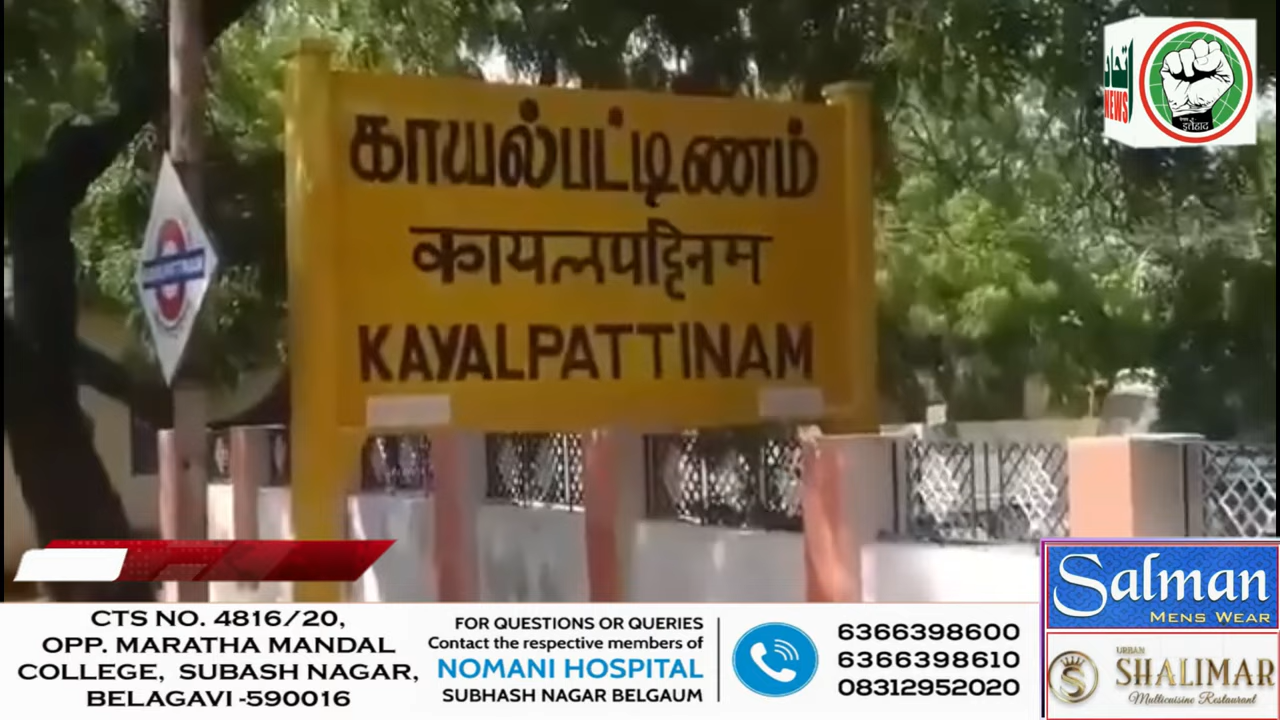 காயல்பட்டிணம்
कायलपट्टिनम
KAYALPATTINAM
اتحاد
NEWS
इत्तेहाद
CTS NO. 4816/20,
OPP. MARATHA MANDAL
COLLEGE, SUBASH NAGAR,
BELAGAVI -590016
FOR QUESTIONS OR QUERIES
Contact the respective members of
NOMANI HOSPITAL
SUBHASH NAGAR BELGAUM
6366398600
6366398610
08312952020
Salman
MENS WEAR
URBAN
SHALIMAR
Multicuisine Restaurant